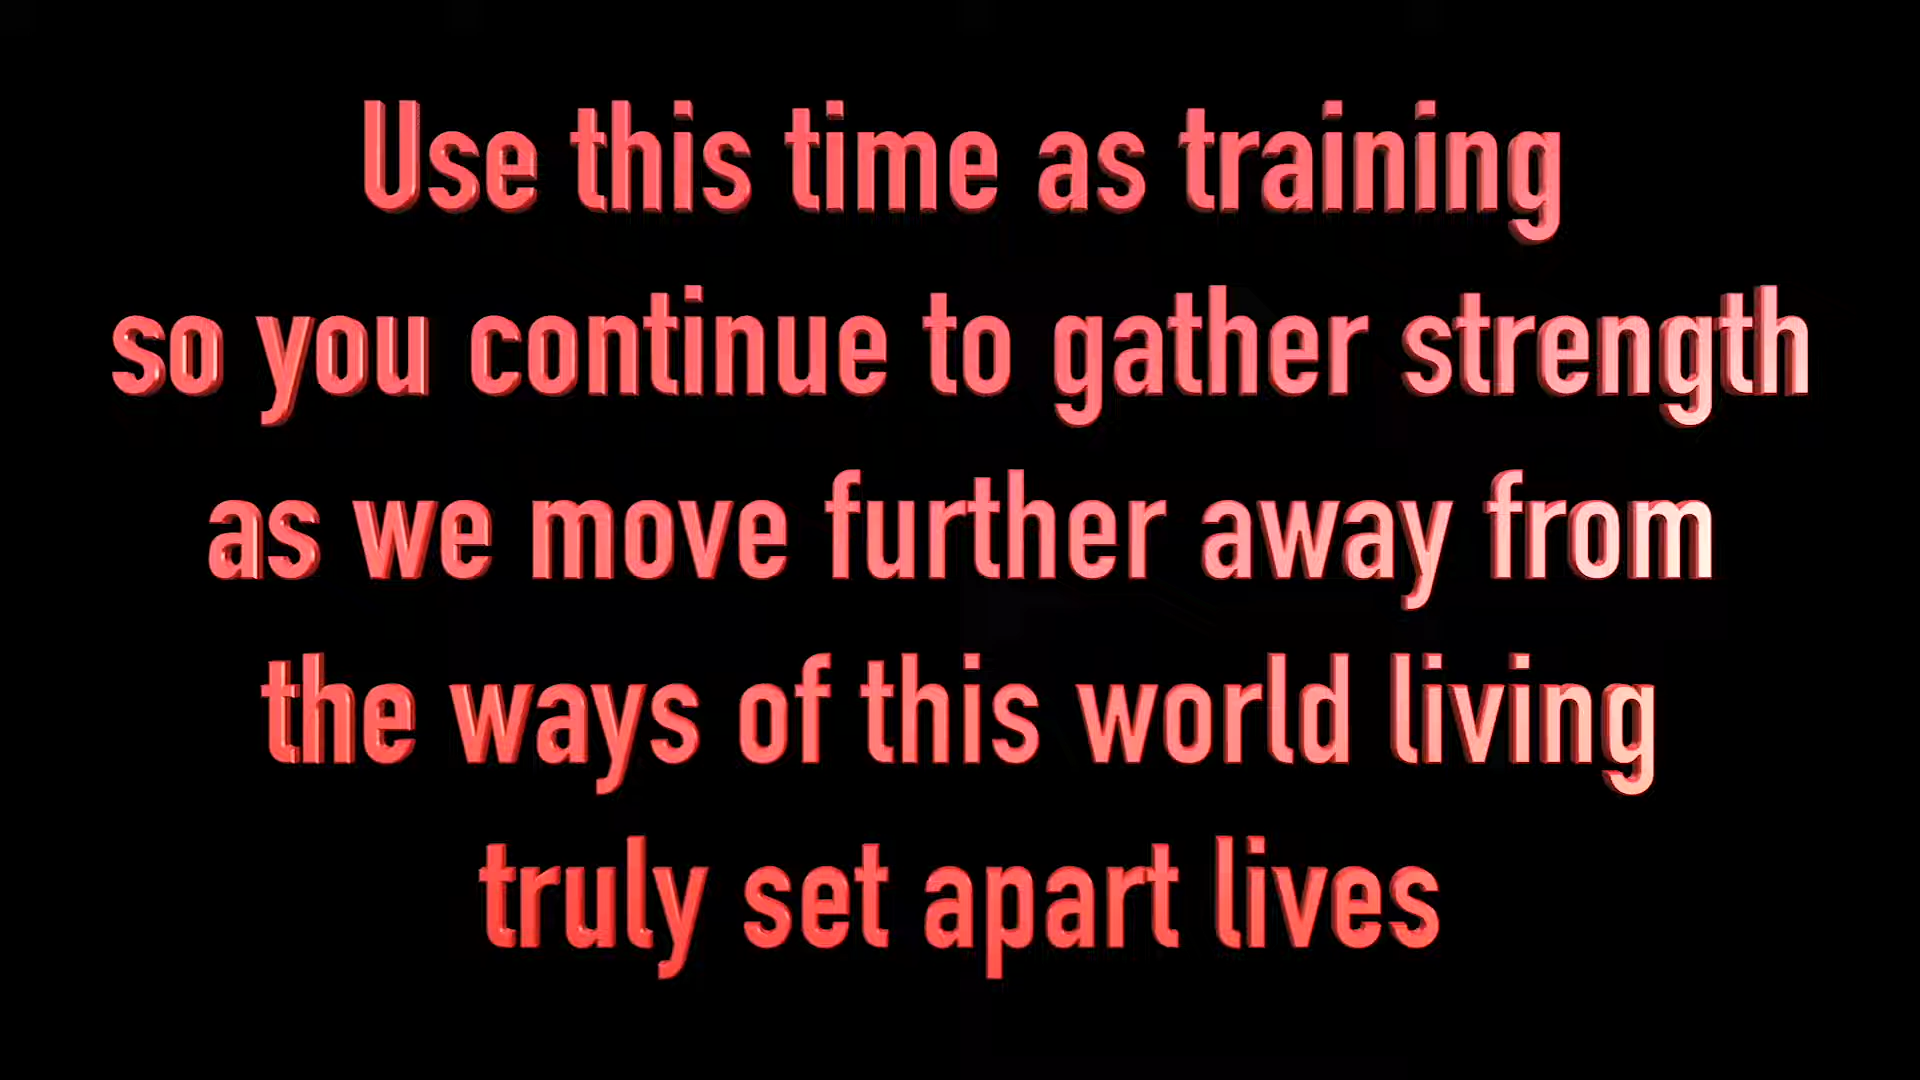 Use this time as training
so you continue to gather strength
as we move further away from
the ways of this world living
truly set apart lives